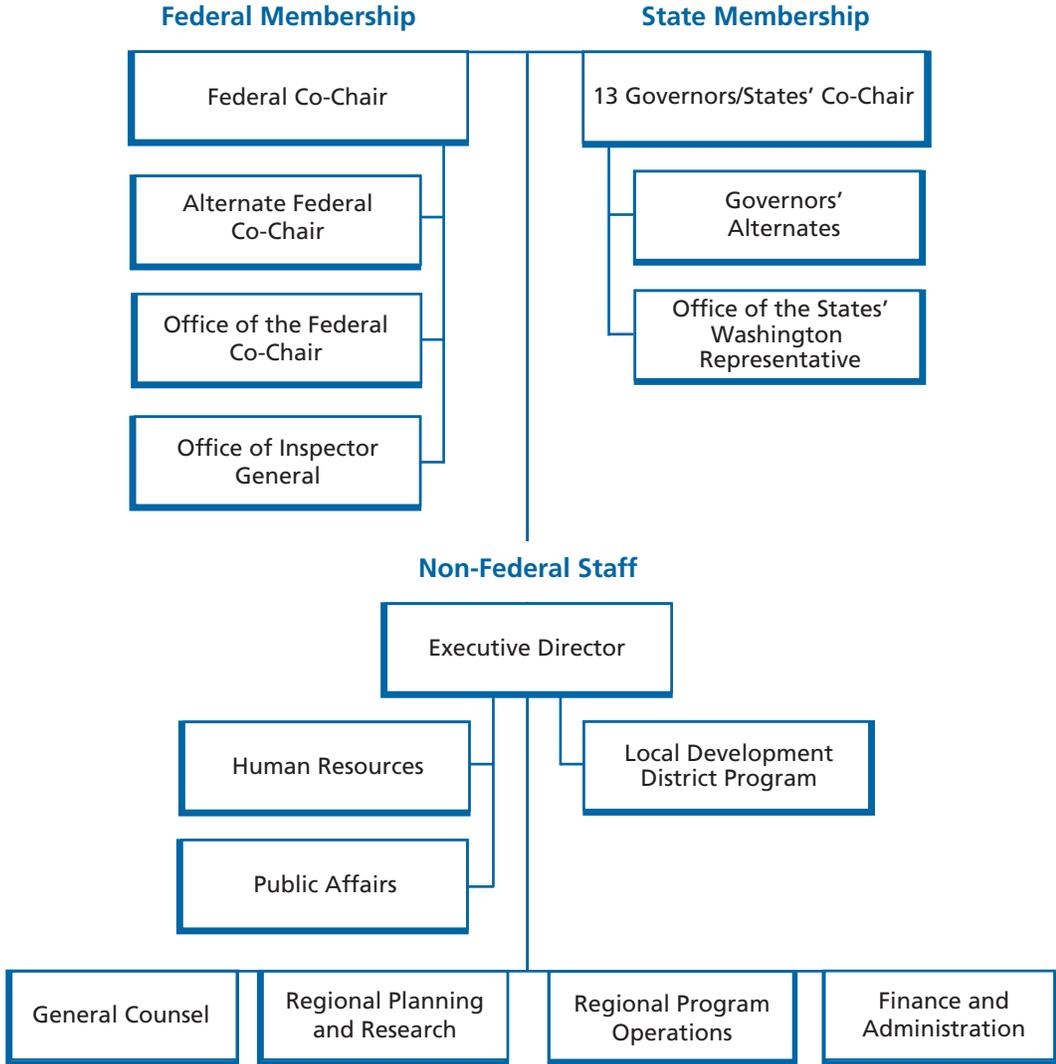 Federal Membership
State Membership
Federal Co-Chair
13 Governors/States’ Co-Chair
Alternate Federal
Co-Chair
Governors’
Alternates
Office of the Federal
Co-Chair
Office of the States’
Washington
Representative
Office of Inspector
General
Non-Federal Staff
Executive Director
Human Resources
Local Development
District Program
Public Affairs
General Counsel
Regional Planning
and Research
Regional Program
Operations
Finance and
Administration